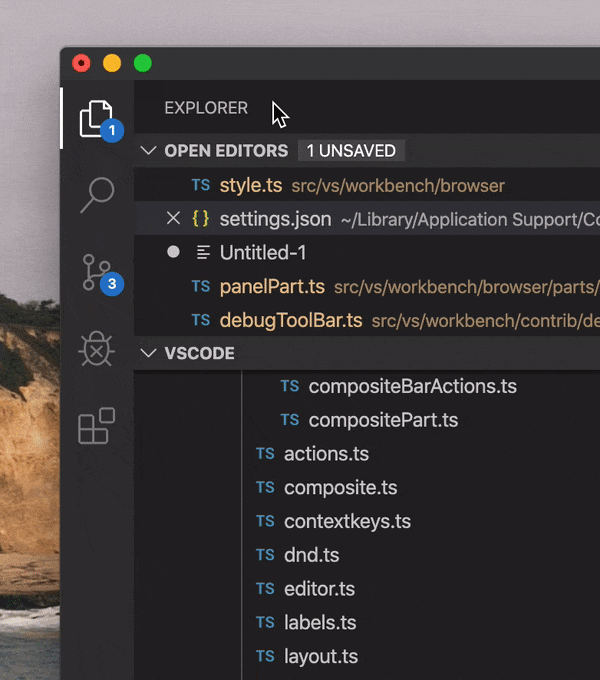 EXPLORER
1
OPEN EDITORS 1 UNSAVED
TS style.ts src/vs/workbench/browser
{ } settings.json ~/Library/Application Support/Co
Untitled-1
3
TS panelPart.ts src/vs/workbench/browser/parts/
TS debugToolBar.ts src/vs/workbench/contrib/de
VSCODE
TS compositeBarActions.ts
TS compositePart.ts
TS actions.ts
TS composite.ts
TS contextkeys.ts
TS dnd.ts
TS editor.ts
TS labels.ts
TS layout.ts